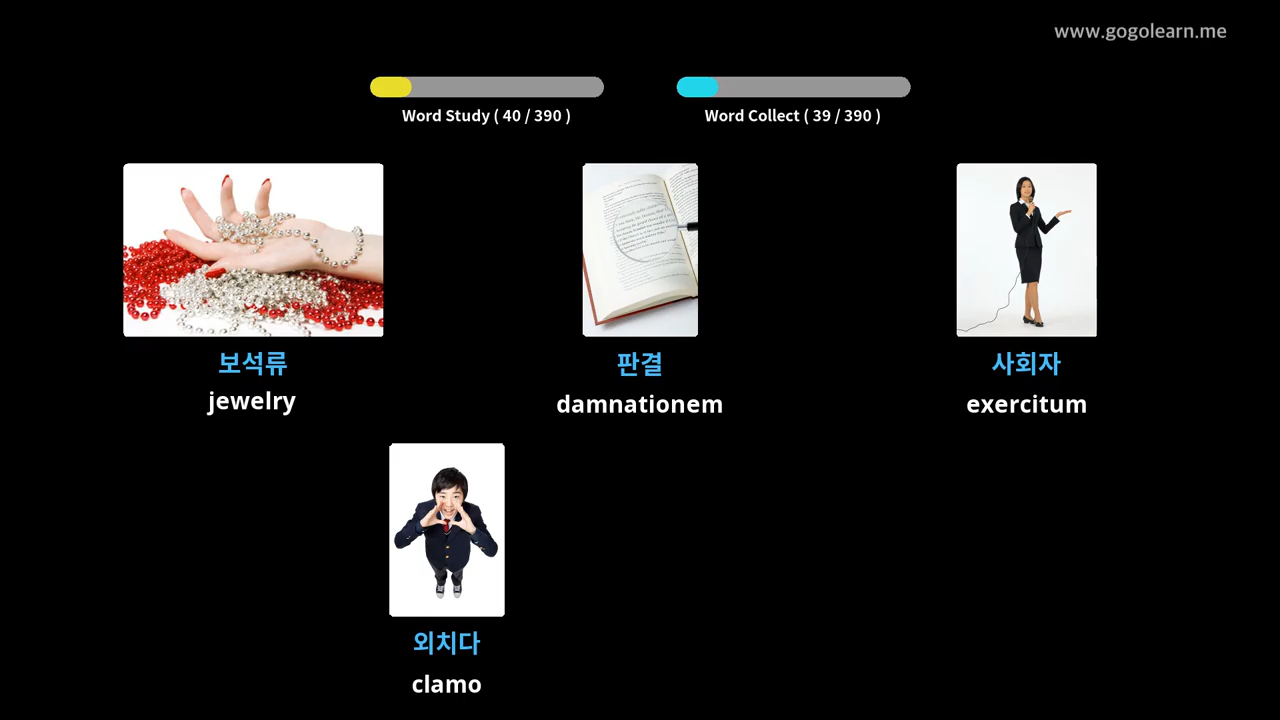 www.gogolearn.me
Word Study ( 40 / 390 )
Word Collect ( 39 / 390 )
보석류
jewelry
판결
damnationem
사회자
exercitum
외치다
clamo